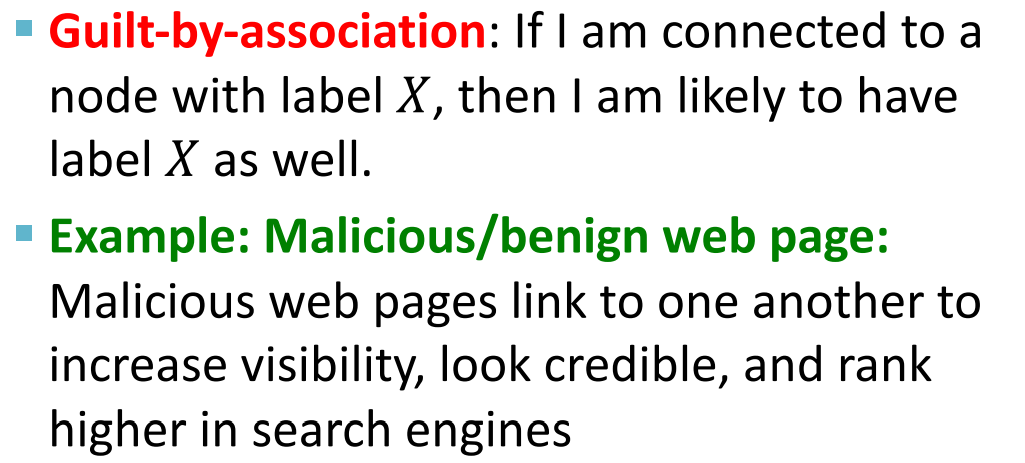 ▪ Guilt-by-association: If I am connected to a
node with label X, then I am likely to have
label X as well.
▪ Example: Malicious/benign web page:
Malicious web pages link to one another to
increase visibility, look credible, and rank
higher in search engines